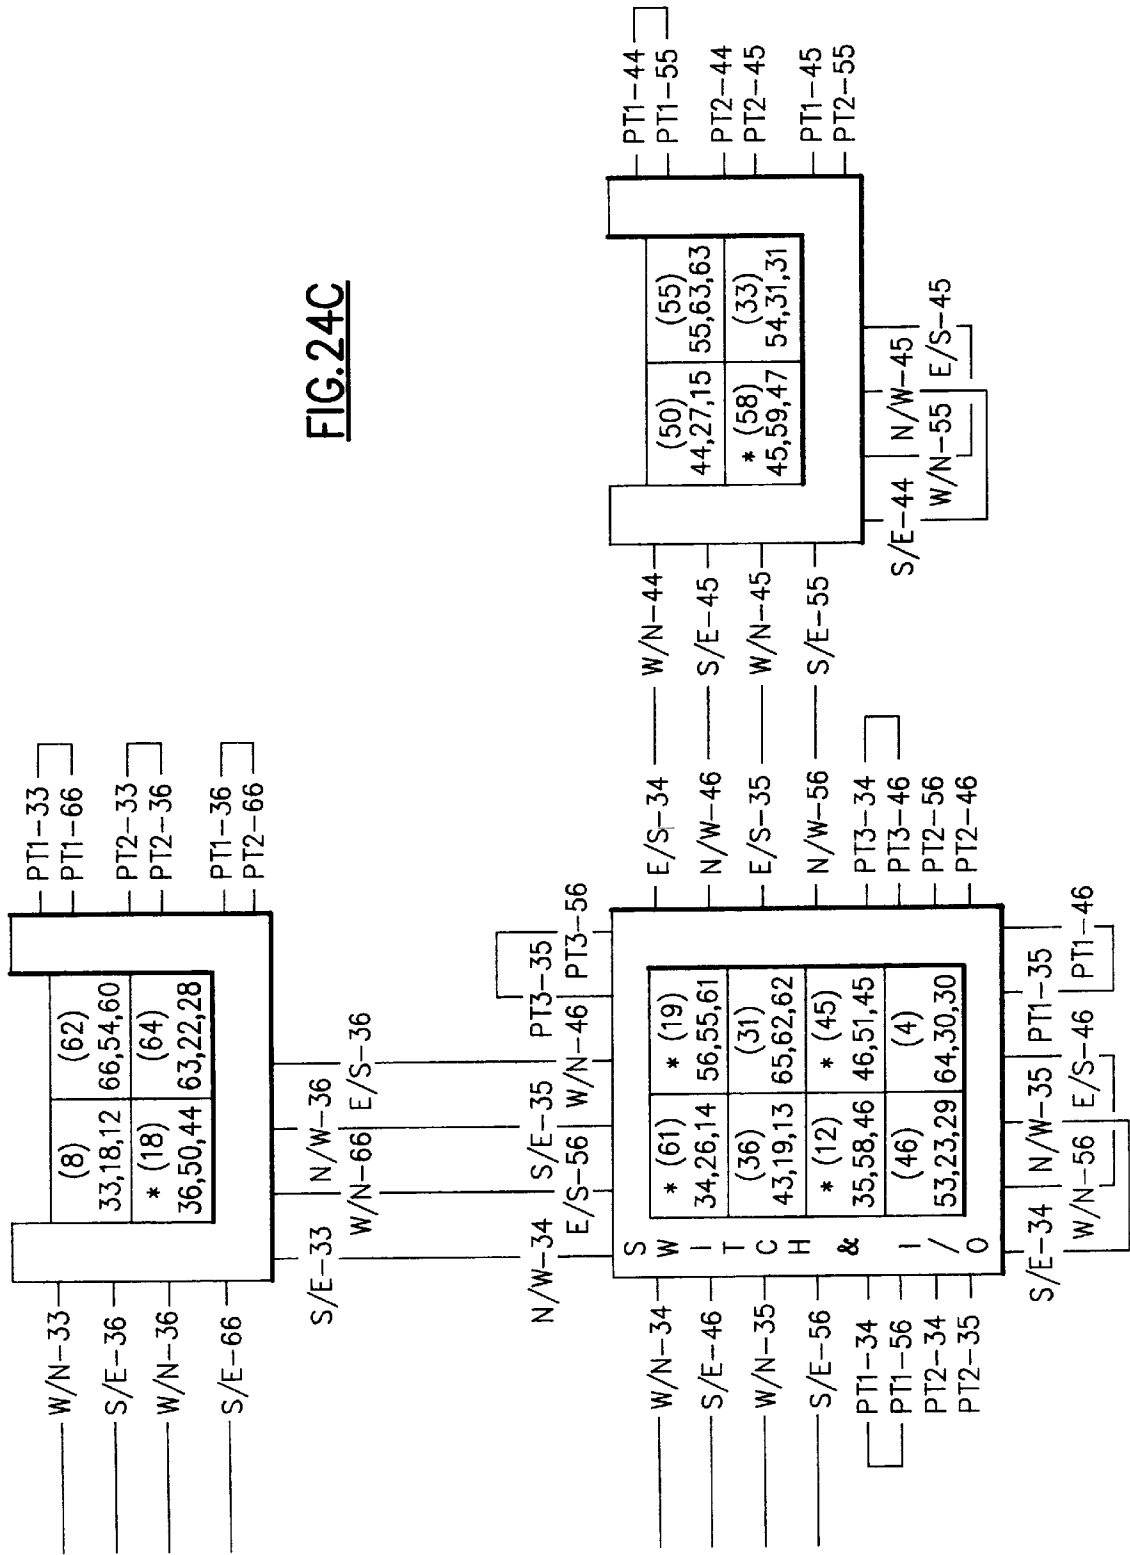 FIG.24C
PT1-33
PT1-66
PT2-33
PT2-36
PT1-36
PT2-66
(8)
33,18,12
(62)
66,54,60
* (18)
36,50,44
(64)
63,22,28
W/N-33
S/E-36
W/N-36
S/E-66
S/E-33
W/N-66
N/W-36
E/S-36
N/W-34
E/S-56
S/E-35
W/N-46
PT3-35
PT3-56
SWITCH & I/O
* (61)
34,26,14
* (19)
56,55,61
(36)
43,19,13
(31)
65,62,62
* (12)
35,58,46
* (45)
46,51,45
(46)
53,23,29
(4)
64,30,30
W/N-34
S/E-46
W/N-35
S/E-56
PT1-34
PT1-56
PT2-34
PT2-35
S/E-34
W/N-56
N/W-35
E/S-46
PT1-35
PT1-46
E/S-34
N/W-46
E/S-35
N/W-56
PT3-34
PT3-46
PT2-56
PT2-46
W/N-44
S/E-45
W/N-45
S/E-55
(50)
44,27,15
(55)
55,63,63
* (58)
45,59,47
(33)
54,31,31
PT1-44
PT1-55
PT2-44
PT2-45
PT1-45
PT2-55
S/E-44
W/N-55
N/W-45
E/S-45